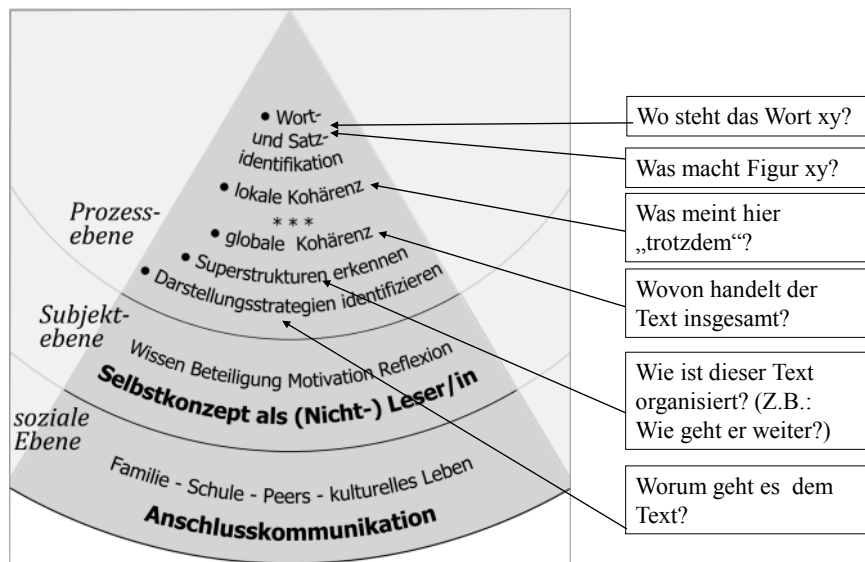 • Wort-
und Satz-
identifikation
• lokale Kohärenz
* * *
• globale Kohärenz
• Superstrukturen erkennen
• Darstellungsstrategien identifizieren
Prozess-
ebene
Subjekt-
ebene
Wissen Beteiligung Motivation Reflexion
Selbstkonzept als (Nicht-) Leser/in
soziale
Ebene
Familie - Schule - Peers - kulturelles Leben
Anschlusskommunikation
Wo steht das Wort xy?
Was macht Figur xy?
Was meint hier
„trotzdem“?
Wovon handelt der
Text insgesamt?
Wie ist dieser Text
organisiert? (Z.B.:
Wie geht er weiter?)
Worum geht es dem
Text?